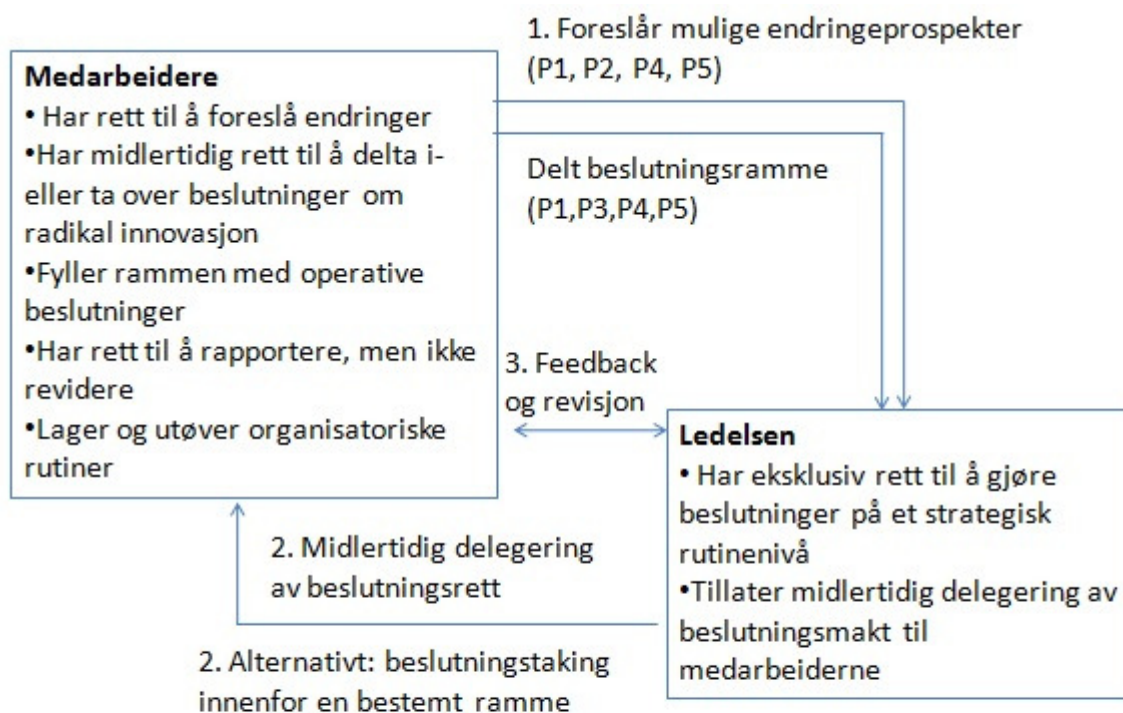 1. Foreslår mulige endringeprospekter
(P1, P2, P4, P5)
Medarbeidere
• Har rett til å foreslå endringer
•Har midlertidig rett til å delta i-
eller ta over beslutninger om
radikal innovasjon
•Fyller rammen med operative
beslutninger
•Har rett til å rapportere, men ikke
revidere
•Lager og utøver organisatoriske
rutiner
Delt beslutningsramme
(P1,P3,P4,P5)
3. Feedback
og revisjon
Ledelsen
• Har eksklusiv rett til å gjøre
beslutninger på et strategisk
rutinenivå
•Tillater midlertidig delegering av
beslutningsmakt til
medarbeiderne
2. Midlertidig delegering
av beslutningsrett
2. Alternativt: beslutningstaking
innenfor en bestemt ramme